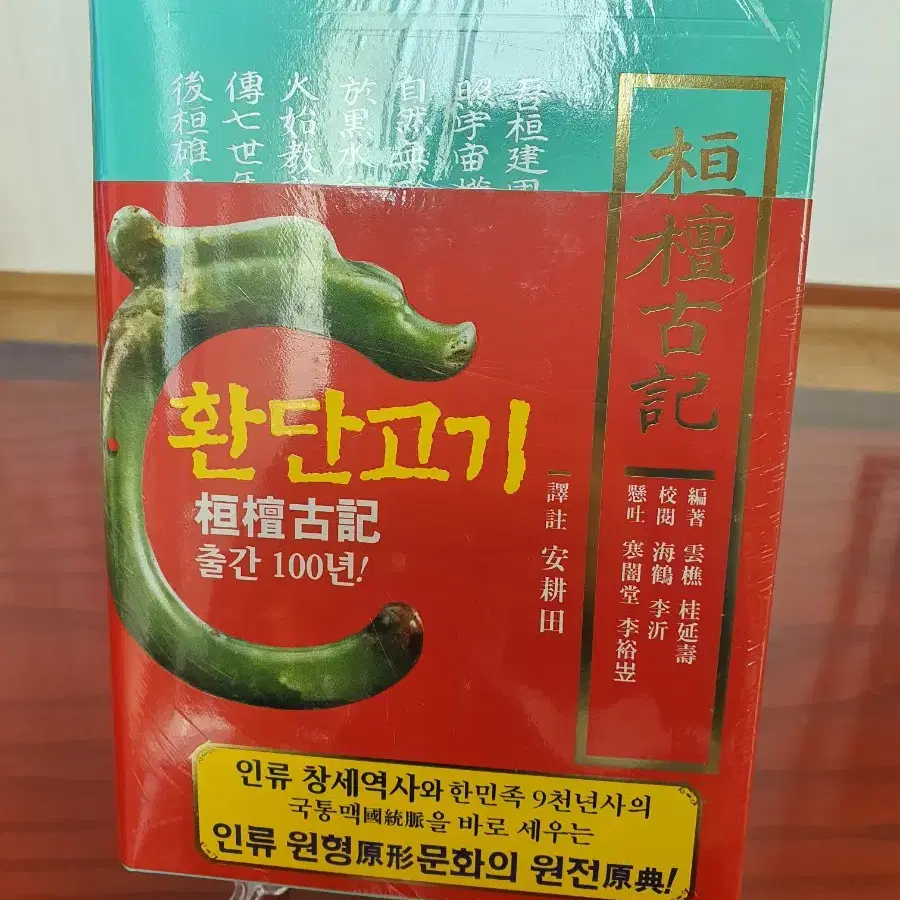 桓檀古記
編著 雲樵 桂延壽
校閱 海鶴 李沂
懸吐 寒闇堂 李裕岦
譯註 安耕田
吾桓建國
照宇宙權
自然無
於黑水
火始教
傳七世
後桓雄
환단고기
桓檀古記
출간 100년!
인류 창세역사와 한민족 9천년사의
국통맥國統脈을 바로 세우는
인류 원형原形문화의 원전原典!